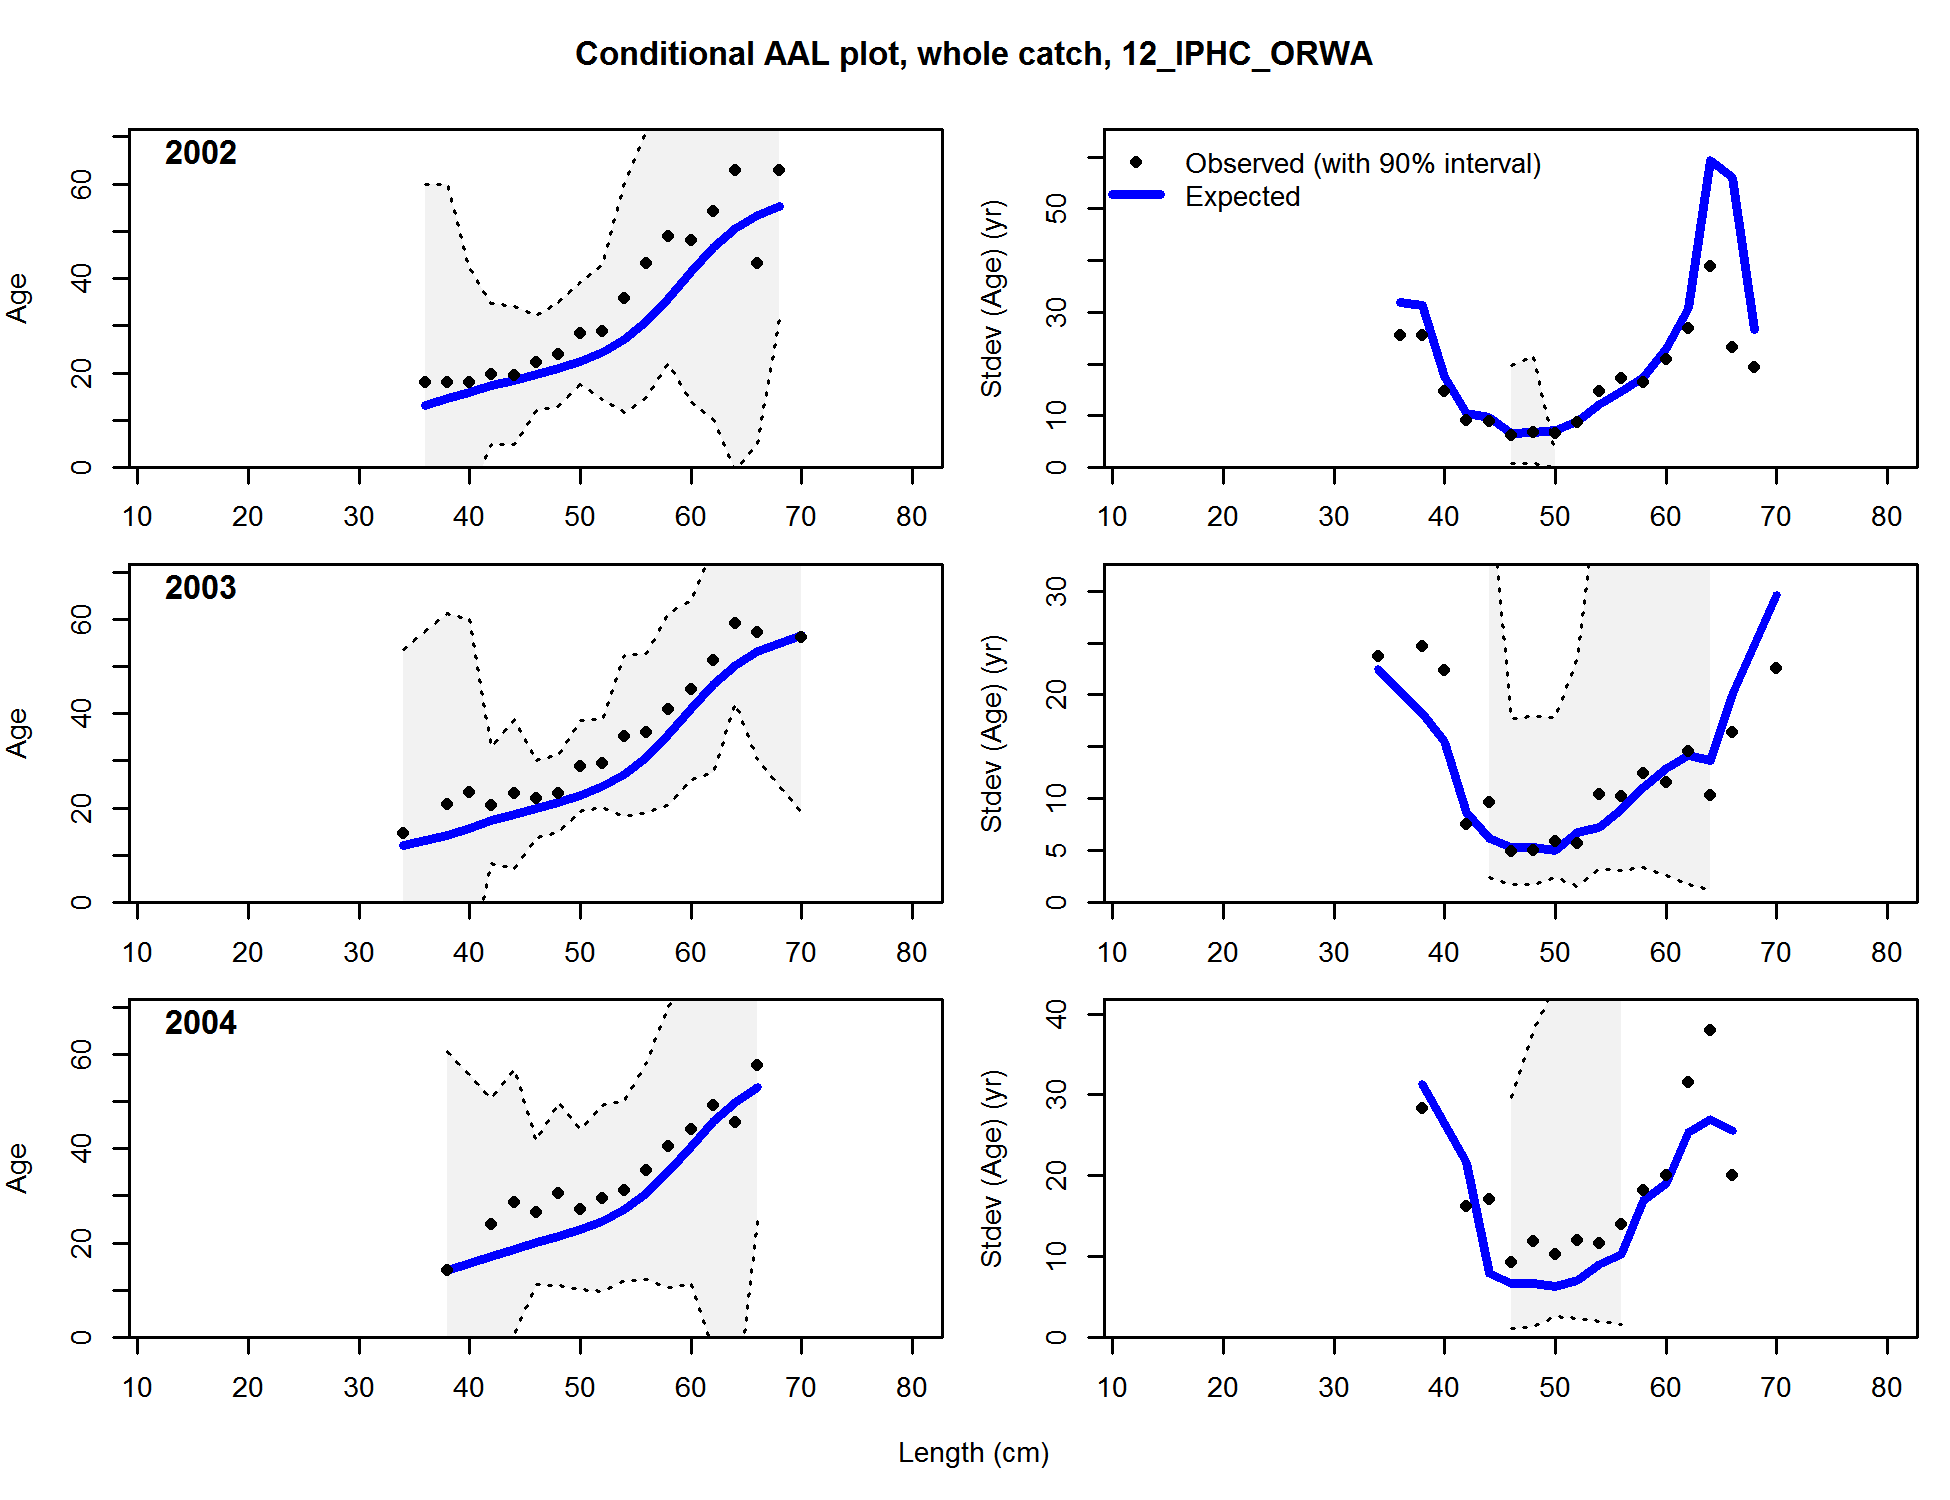 Conditional AAL plot, whole catch, 12_IPHC_ORWA
2002
Age
0 20 40 60
10 20 30 40 50 60 70 80
Observed (with 90% interval)
Expected
Stdev (Age) (yr)
0 10 30 50
10 20 30 40 50 60 70 80
2003
Age
0 20 40 60
10 20 30 40 50 60 70 80
Stdev (Age) (yr)
0 5 10 20 30
10 20 30 40 50 60 70 80
2004
Age
0 20 40 60
10 20 30 40 50 60 70 80
Stdev (Age) (yr)
0 10 20 30 40
10 20 30 40 50 60 70 80
Length (cm)